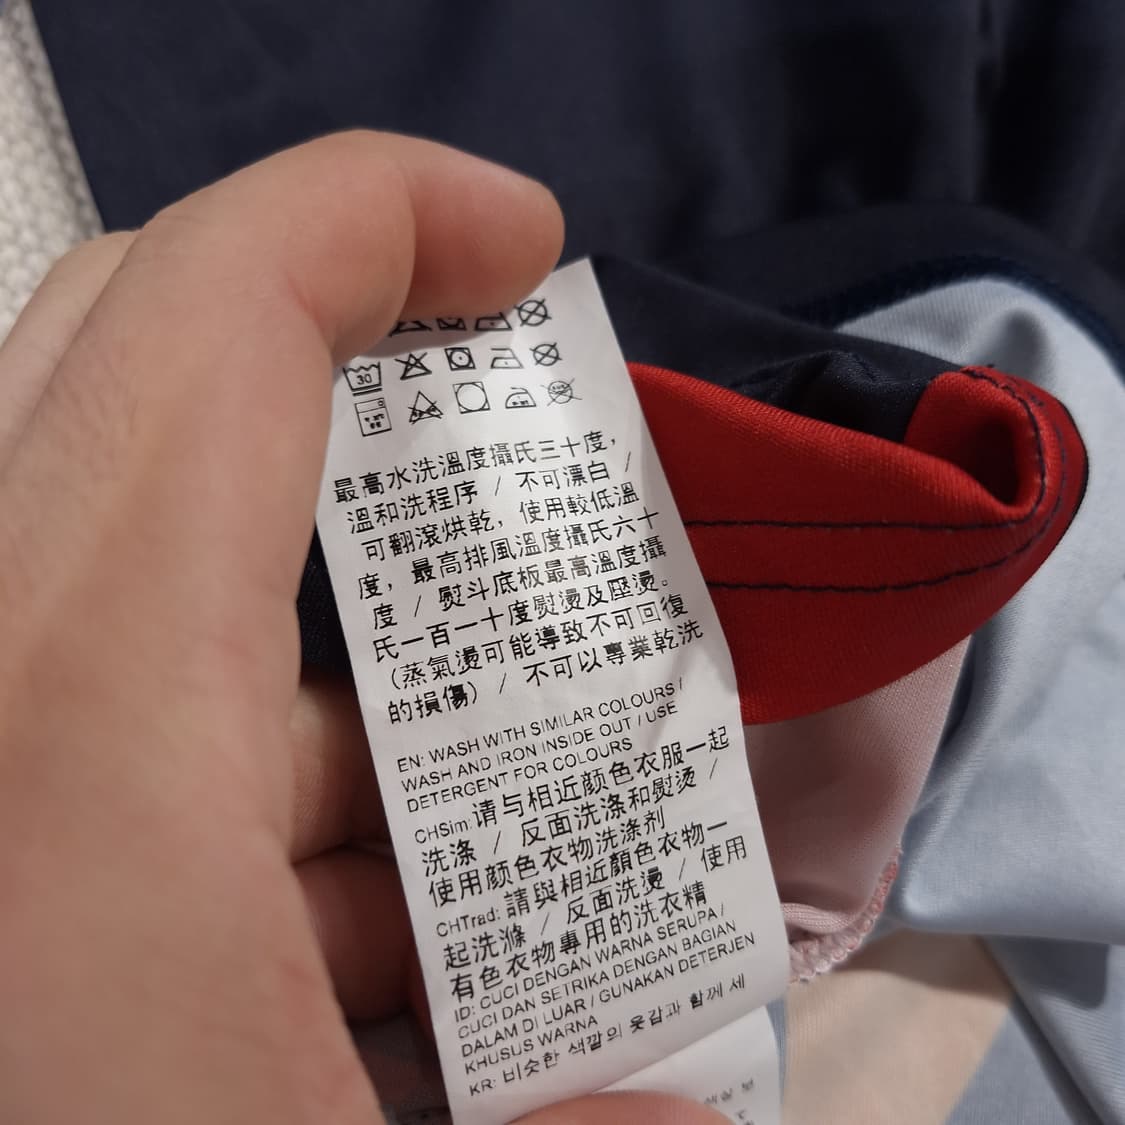 30
最高水洗溫度攝氏三十度，
溫和洗程序 / 不可漂白 /
可翻滾烘乾，使用較低溫
度，最高排風溫度攝氏六十
度 / 熨斗底板最高溫度攝
氏一百一十度熨燙及壓燙。
(蒸氣燙可能導致不可回復
的損傷) / 不可以專業乾洗
EN: WASH WITH SIMILAR COLOURS /
WASH AND IRON INSIDE OUT / USE
DETERGENT FOR COLOURS
CHSim: 请与相近颜色衣服一起
洗涤 / 反面洗涤和熨烫 /
使用颜色衣物洗涤剂
CHTrad: 請與相近顏色衣物一
起洗滌 / 反面洗燙 / 使用
有色衣物專用的洗衣精
ID: CUCI DENGAN WARNA SERUPA /
CUCI DAN SETRIKA DENGAN BAGIAN
DALAM DI LUAR / GUNAKAN DETERJEN
KHUSUS WARNA
KR: 비슷한 색깔의 옷감과 함께 세